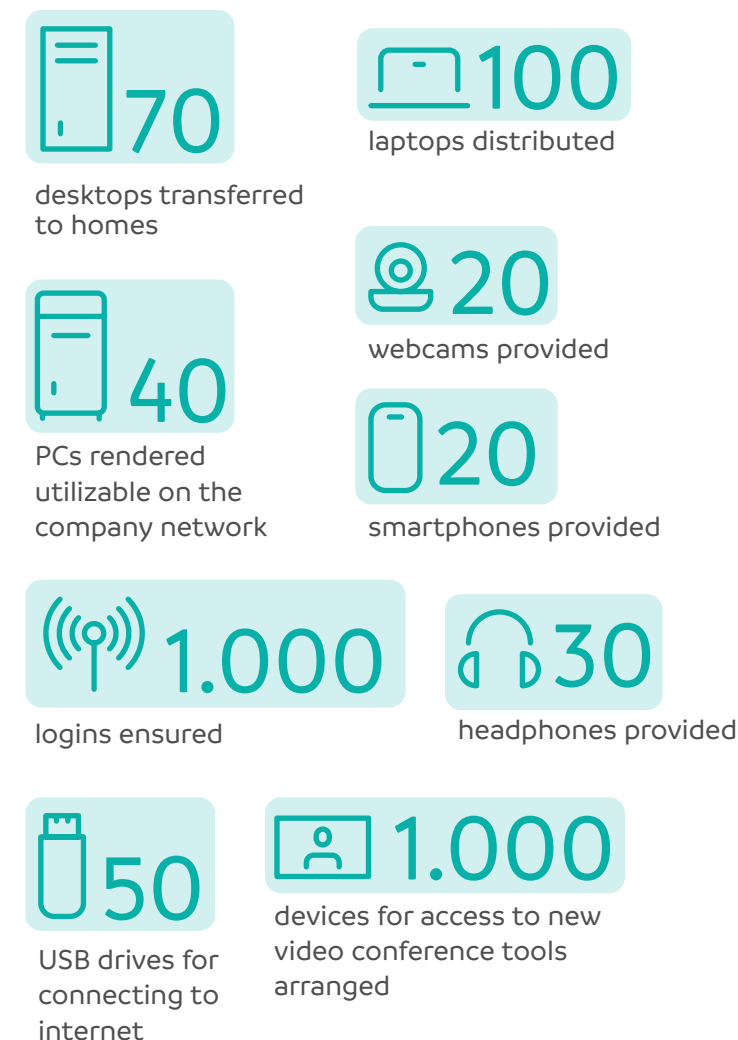 70
desktops transferred
to homes
100
laptops distributed
20
webcams provided
40
PCs rendered
utilizable on the
company network
20
smartphones provided
1.000
logins ensured
30
headphones provided
50
USB drives for
connecting to
internet
1.000
devices for access to new
video conference tools
arranged